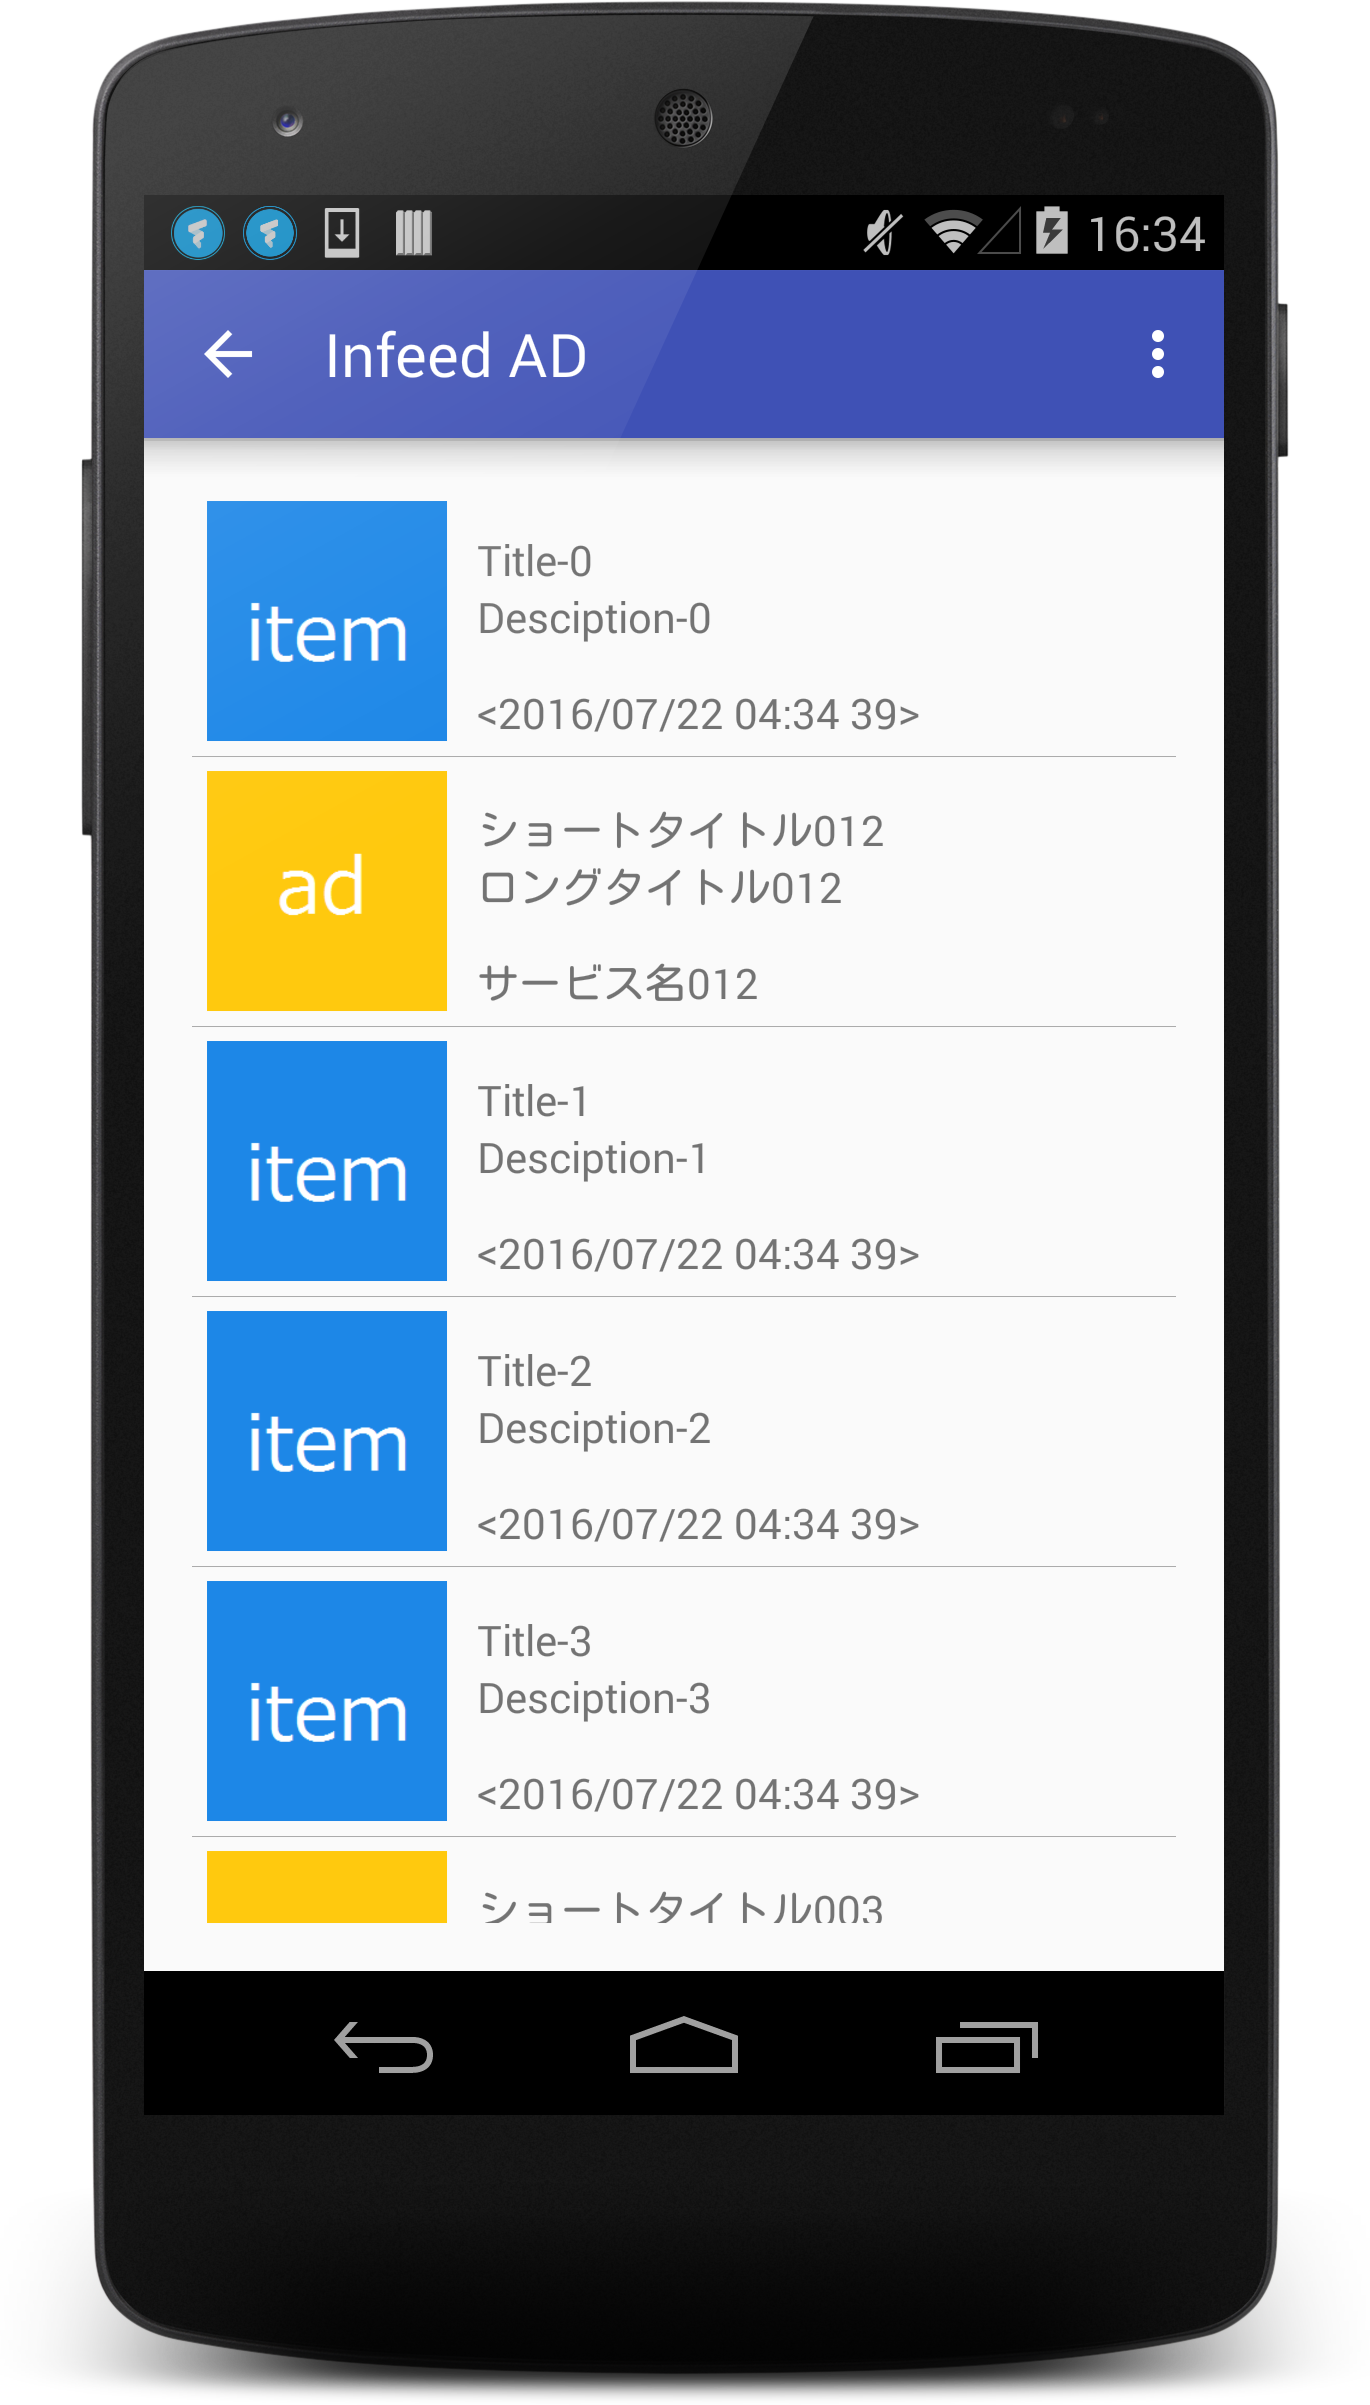 16:34
Infeed AD
item
Title-0
Desciption-0
<2016/07/22 04:34 39>
ad
ショートタイトル012
ロングタイトル012
サービス名012
item
Title-1
Desciption-1
<2016/07/22 04:34 39>
item
Title-2
Desciption-2
<2016/07/22 04:34 39>
item
Title-3
Desciption-3
<2016/07/22 04:34 39>
ショートタイトル003